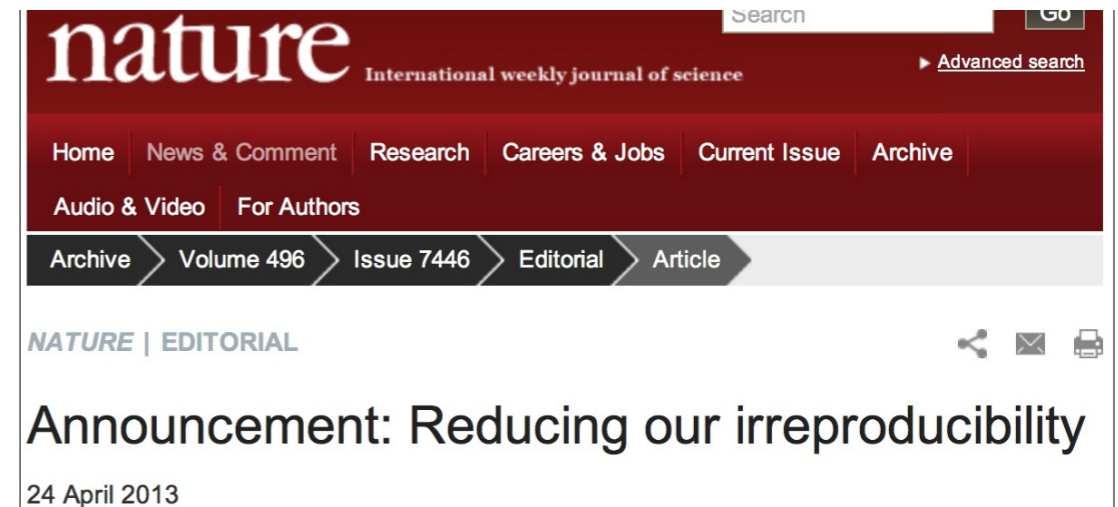 Search
Go
nature International weekly journal of science
Advanced search
Home News & Comment Research Careers & Jobs Current Issue Archive
Audio & Video For Authors
Archive Volume 496 Issue 7446 Editorial Article
NATURE | EDITORIAL
Announcement: Reducing our irreproducibility
24 April 2013